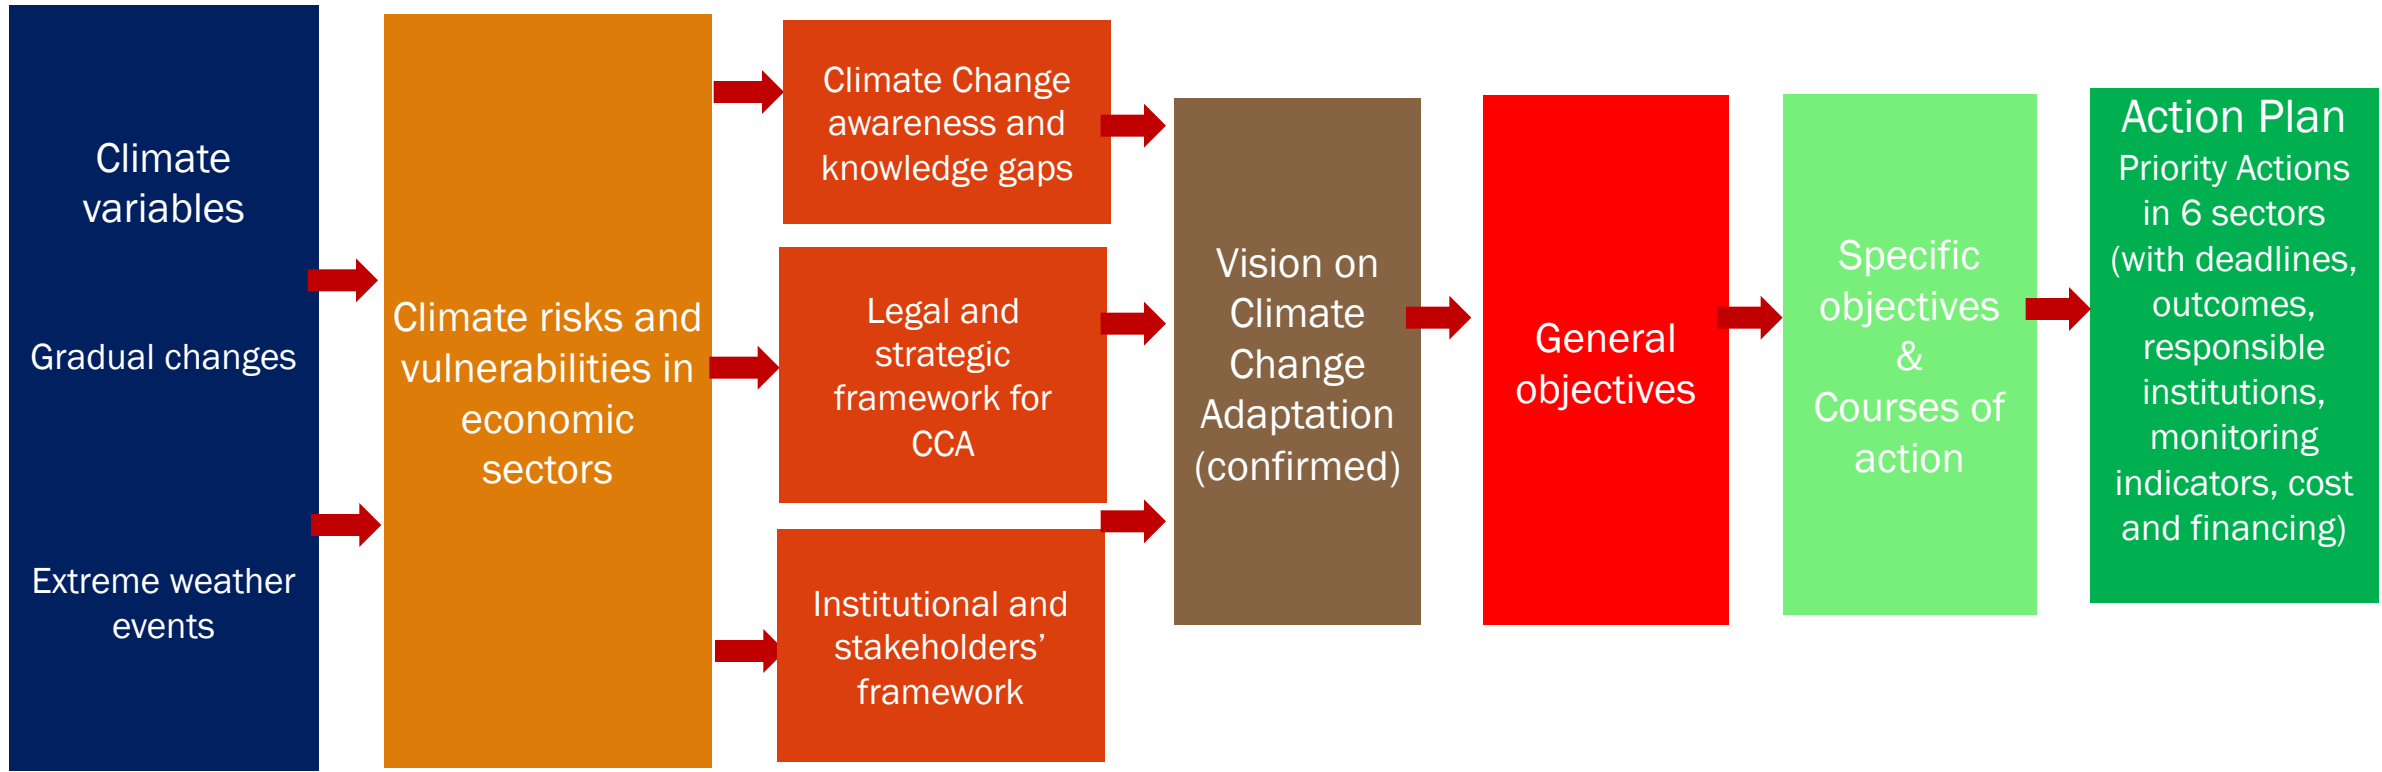 Climate
variables
Gradual changes
Extreme weather
events
Climate risks and
vulnerabilities in
economic
sectors
Climate Change
awareness and
knowledge gaps
Legal and
strategic
framework for
CCA
Institutional and
stakeholders’
framework
Vision on
Climate
Change
Adaptation
(confirmed)
General
objectives
Specific
objectives
&
Courses of
action
Action Plan
Priority Actions
in 6 sectors
(with deadlines,
outcomes,
responsible
institutions,
monitoring
indicators, cost
and financing)